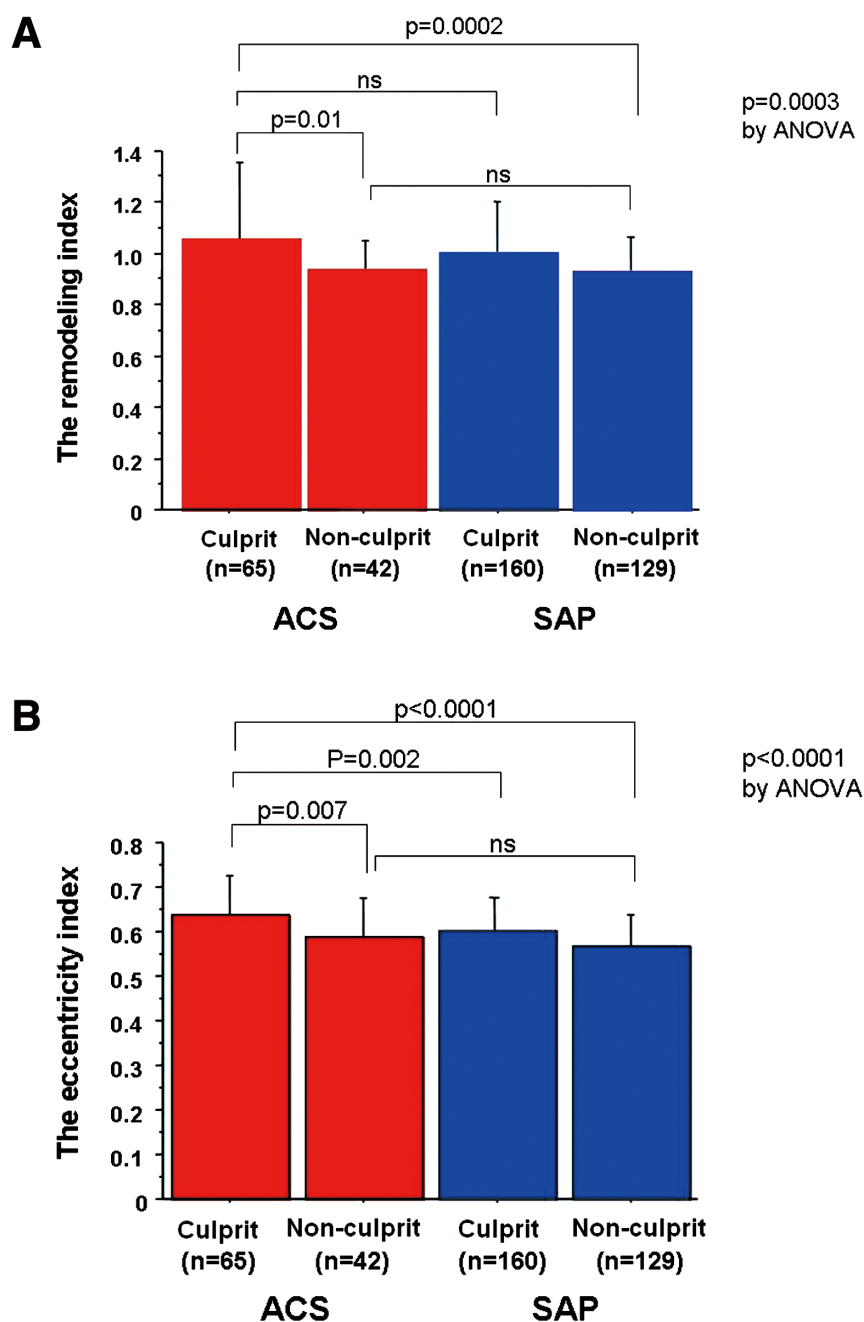 A
p=0.0002
ns
p=0.0003
by ANOVA
p=0.01
ns
1.4
1.2
1.0
0.8
0.6
0.4
0.2
0
The remodeling index
Culprit Non-culprit Culprit Non-culprit
(n=65) (n=42) (n=160) (n=129)
ACS SAP
B
p<0.0001
P=0.002
p<0.0001
by ANOVA
p=0.007
ns
0.8
0.7
0.6
0.5
0.4
0.3
0.2
0.1
0
The eccentricity index
Culprit Non-culprit Culprit Non-culprit
(n=65) (n=42) (n=160) (n=129)
ACS SAP